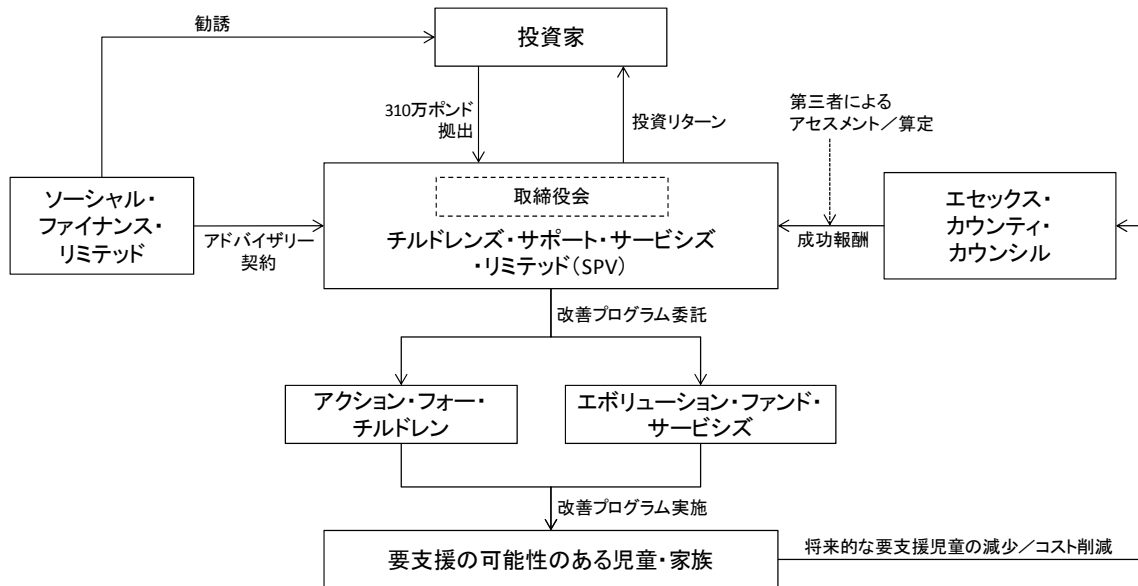 勧誘
投資家
310万ポンド
拠出
投資リターン
第三者による
アセスメント／算定
ソーシャル・
ファイナンス・
リミテッド
アドバイザリー
契約
取締役会
チルドレンズ・サポート・サービシズ
・リミテッド（SPV）
成功報酬
エセックス・
カウンティ・
カウンシル
改善プログラム委託
アクション・フォー・
チルドレン
エボリューション・ファンド・
サービシズ
改善プログラム実施
要支援の可能性のある児童・家族
将来的な要支援児童の減少／コスト削減